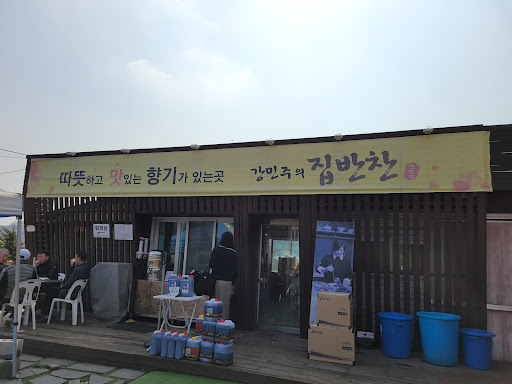 따뜻하고 맛있는 향기가 있는곳 강민주의 집반찬